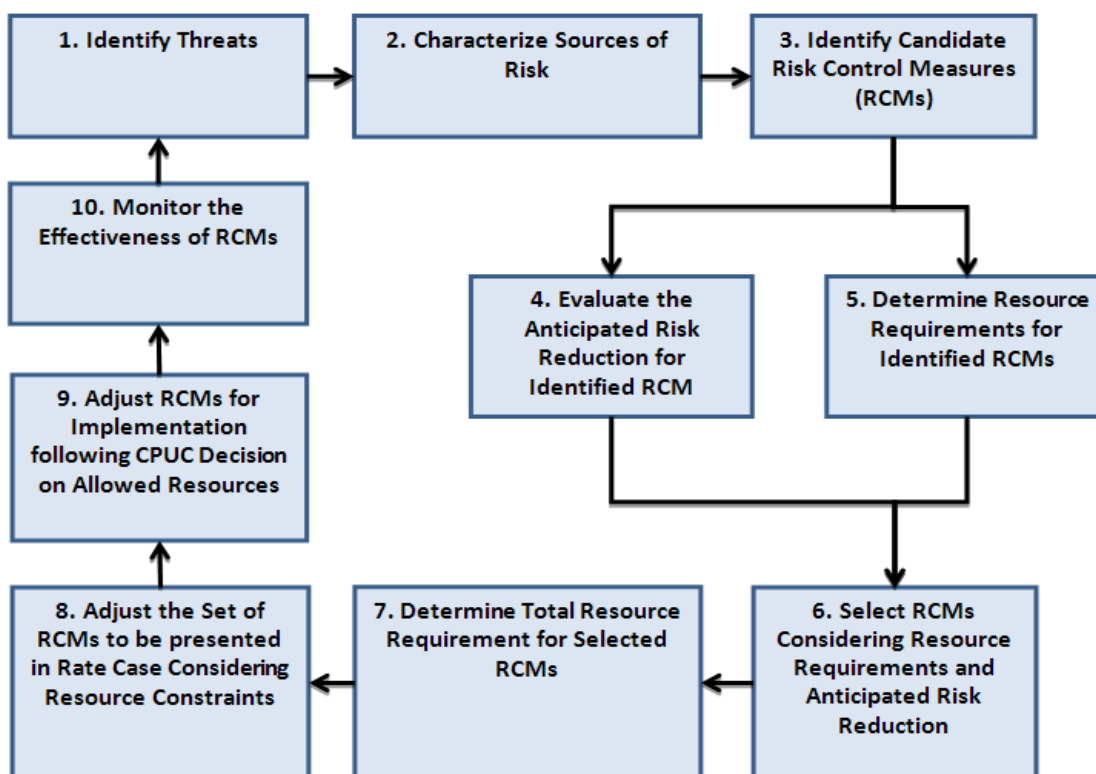 1. Identify Threats
2. Characterize Sources of
Risk
3. Identify Candidate
Risk Control Measures
(RCMs)
10. Monitor the
Effectiveness of RCMs
4. Evaluate the
Anticipated Risk
Reduction for
Identified RCM
5. Determine Resource
Requirements for
Identified RCMs
9. Adjust RCMs for
Implementation
following CPUC Decision
on Allowed Resources
8. Adjust the Set of
RCMs to be presented
in Rate Case Considering
Resource Constraints
7. Determine Total Resource
Requirement for Selected
RCMs
6. Select RCMs
Considering Resource
Requirements and
Anticipated Risk
Reduction